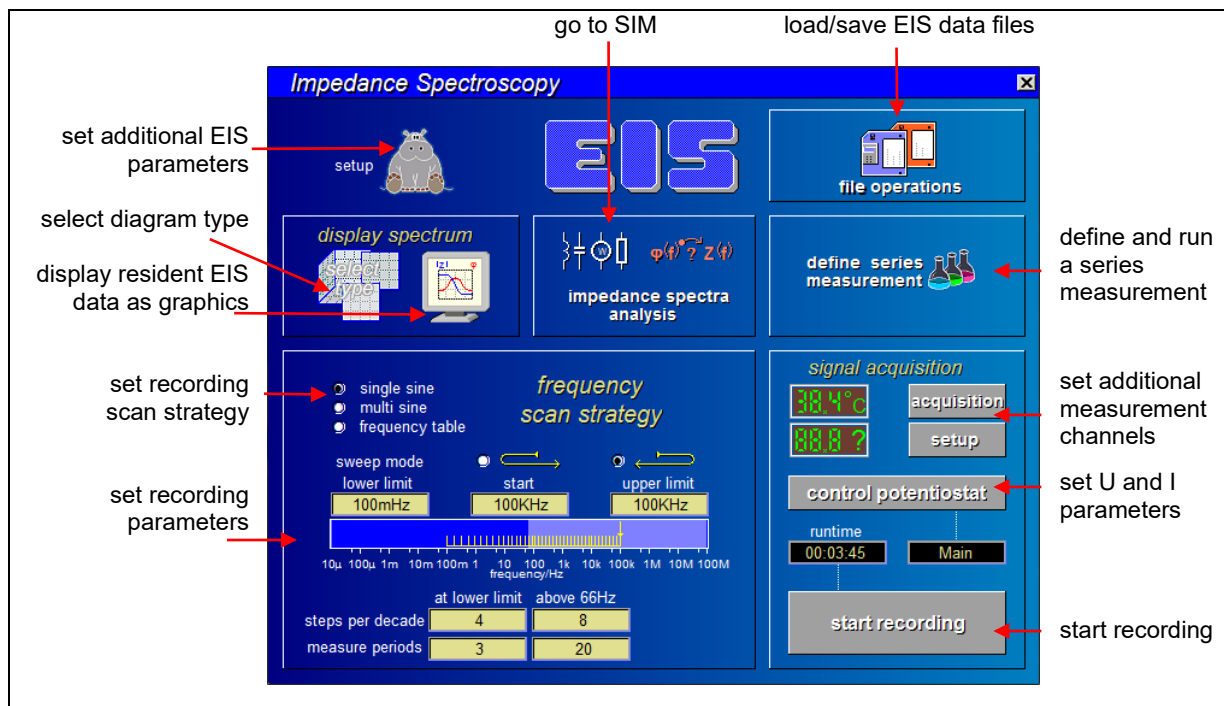 go to SIM
load/save EIS data files
Impedance Spectroscopy
set additional EIS
parameters
setup
EIS
file operations
select diagram type
display resident EIS
data as graphics
display spectrum
select
type
|Z| φ
W
φ(f) ? Z(f)
impedance spectra
analysis
define series
measurement
define and run
a series
measurement
set recording
scan strategy
single sine
multi sine
frequency table
frequency
scan strategy
signal acquisition
38.4°C
acquisition
88.8 ?
setup
set additional
measurement
channels
sweep mode
lower limit start upper limit
100mHz 100KHz 100KHz
set recording
parameters
10µ 100µ 1m 10m 100m 1 10 100 1k 10k 100k 1M 10M 100M
frequency/Hz
control potentiostat
set U and I
parameters
runtime
00:03:45 Main
at lower limit above 66Hz
steps per decade 4 8
measure periods 3 20
start recording
start recording